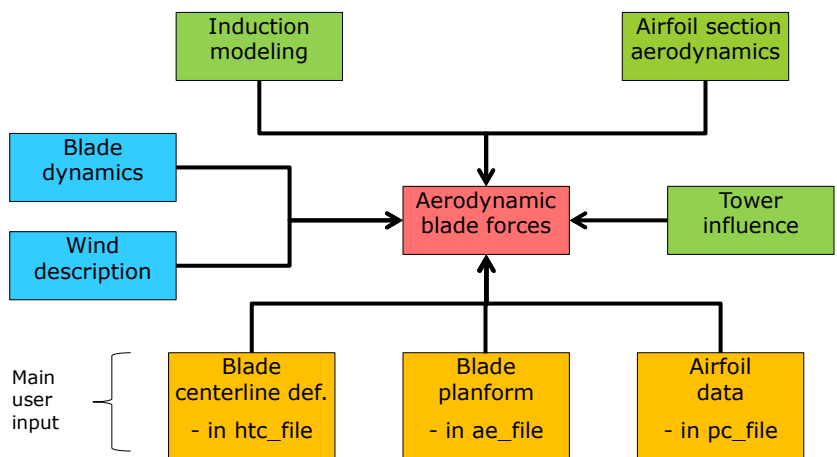 Induction
modeling
Airfoil section
aerodynamics
Blade
dynamics
Wind
description
Aerodynamic
blade forces
Tower
influence
Main
user
input
Blade
centerline def.
- in htc_file
Blade
planform
- in ae_file
Airfoil
data
- in pc_file